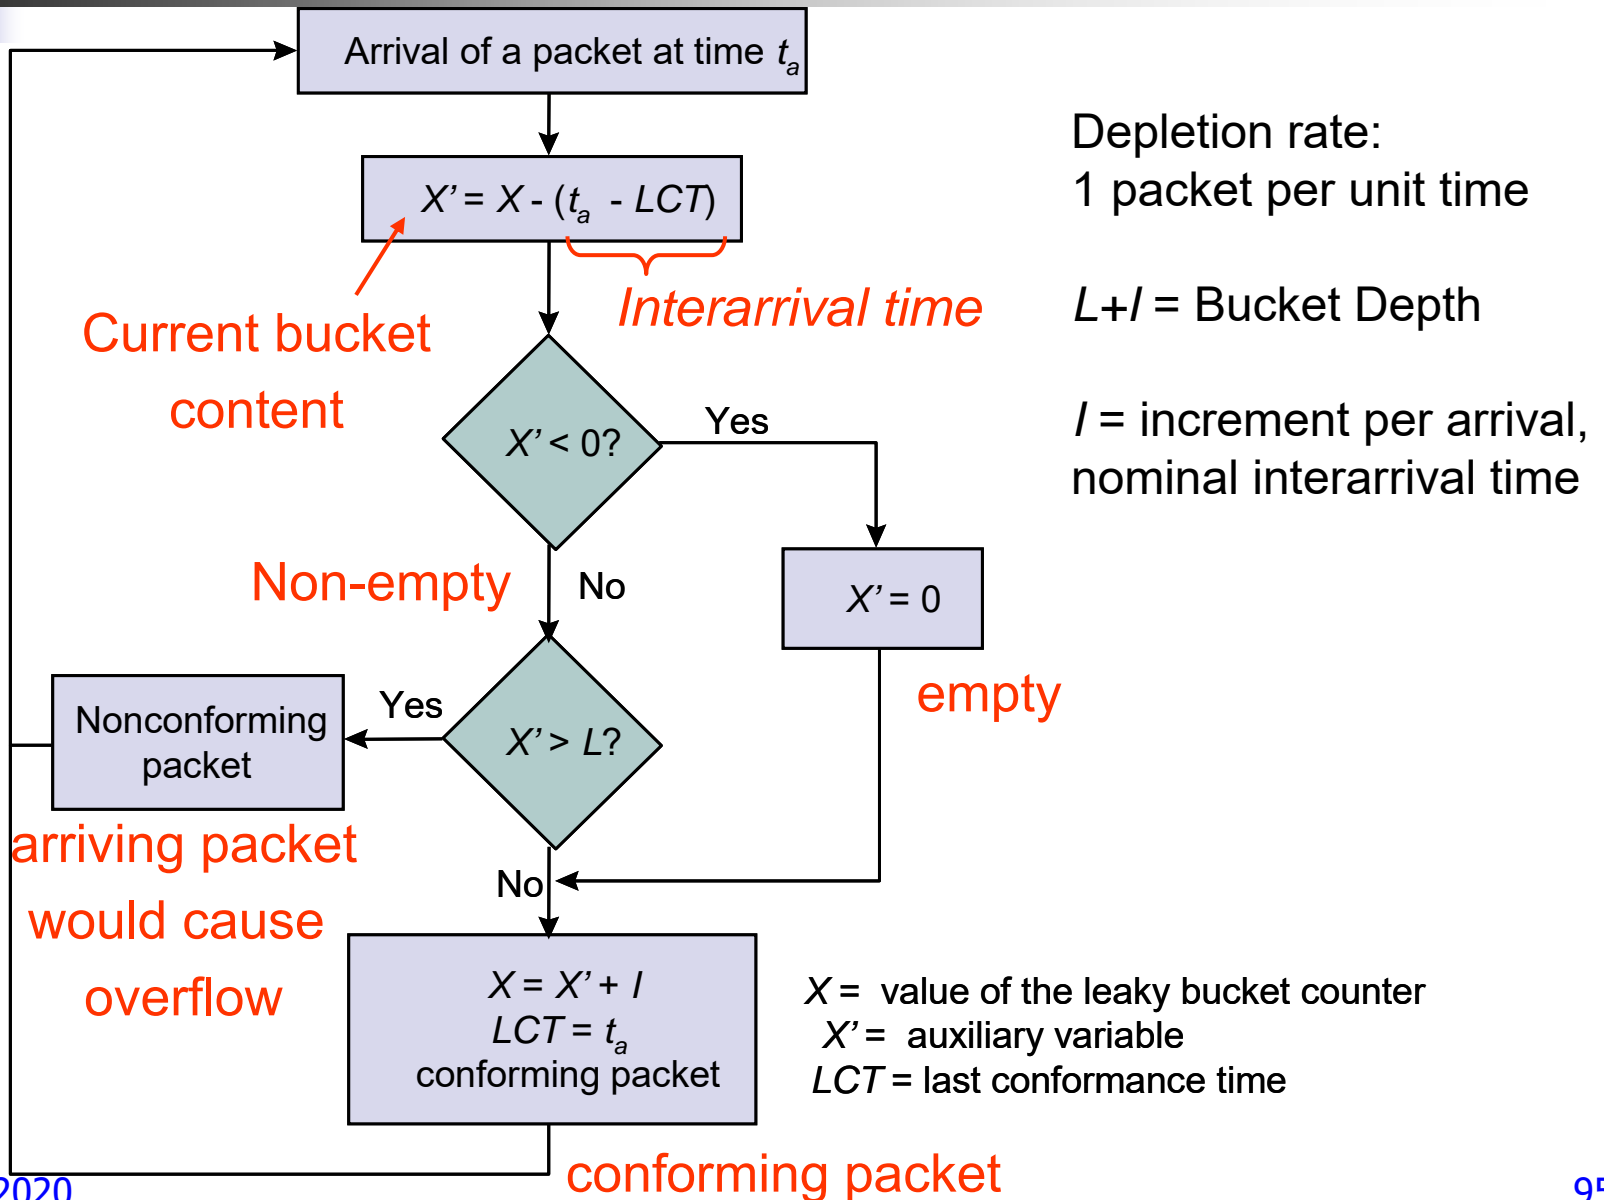 Arrival of a packet at time tₐ
X’ = X - (tₐ - LCT)
Interarrival time
Current bucket
content
Depletion rate:
1 packet per unit time
L+I = Bucket Depth
I = increment per arrival,
nominal interarrival time
X’ < 0?
Yes
Non-empty
No
X’ = 0
empty
X’ > L?
Yes
Nonconforming
packet
arriving packet
would cause
overflow
No
X = X’ + I
LCT = tₐ
conforming packet
X = value of the leaky bucket counter
X’ = auxiliary variable
LCT = last conformance time
conforming packet
2020
95